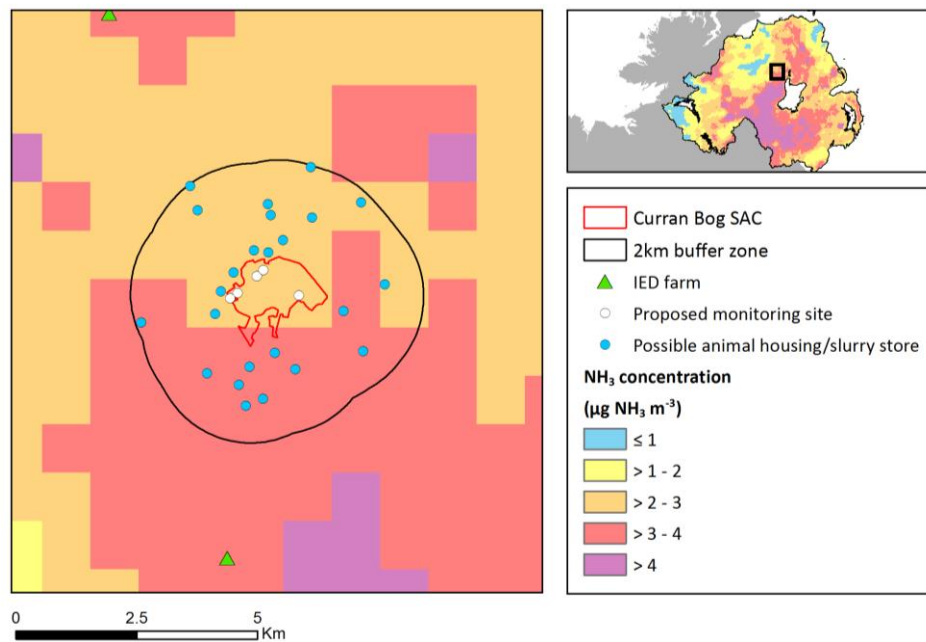 Curran Bog SAC
2km buffer zone
IED farm
Proposed monitoring site
Possible animal housing/slurry store
NH₃ concentration
(µg NH₃ m⁻³)
≤ 1
> 1 - 2
> 2 - 3
> 3 - 4
> 4
0 2.5 5
Km